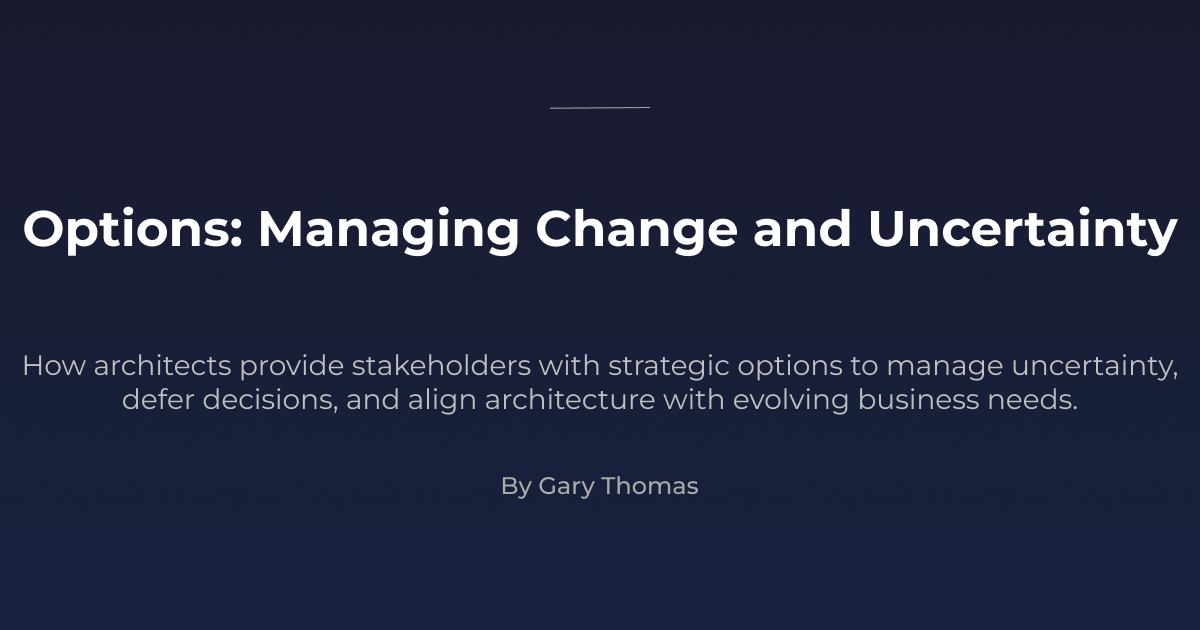 Options: Managing Change and Uncertainty
How architects provide stakeholders with strategic options to manage uncertainty,
defer decisions, and align architecture with evolving business needs.
By Gary Thomas